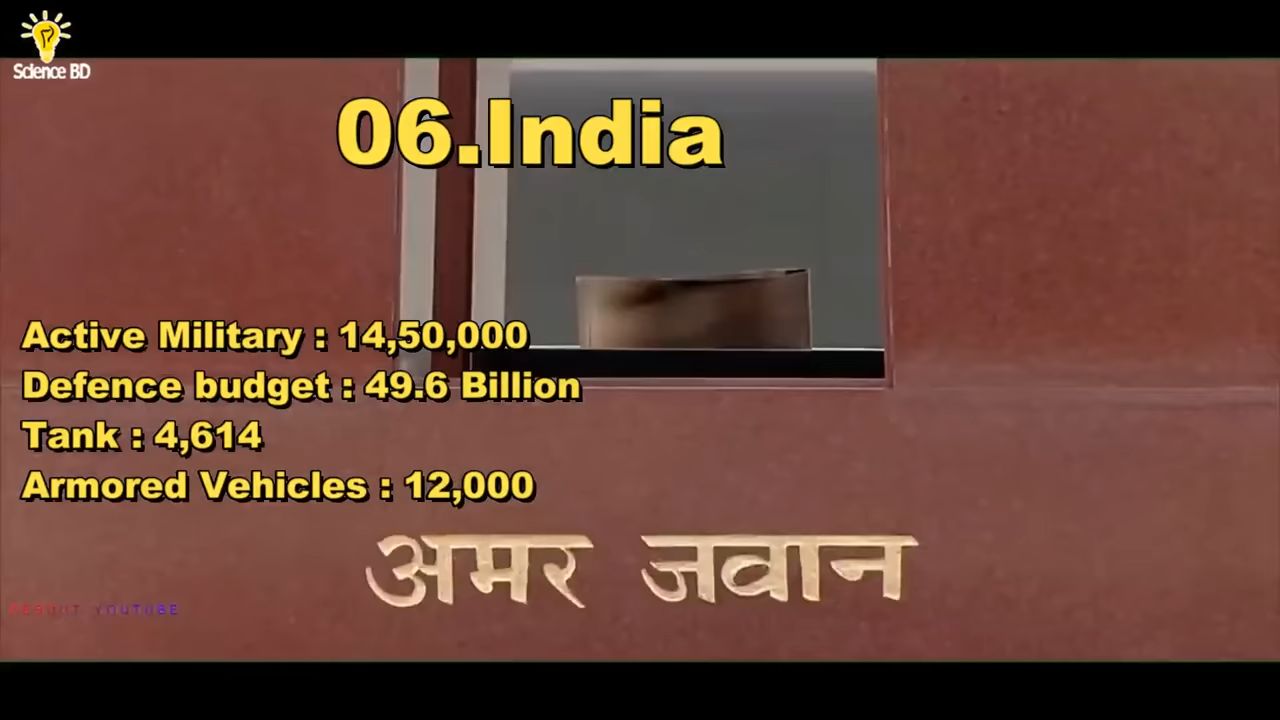 Science BD
06.India
Active Military : 14,50,000
Defence budget : 49.6 Billion
Tank : 4,614
Armored Vehicles : 12,000
अमर जवान
YOUTUBE